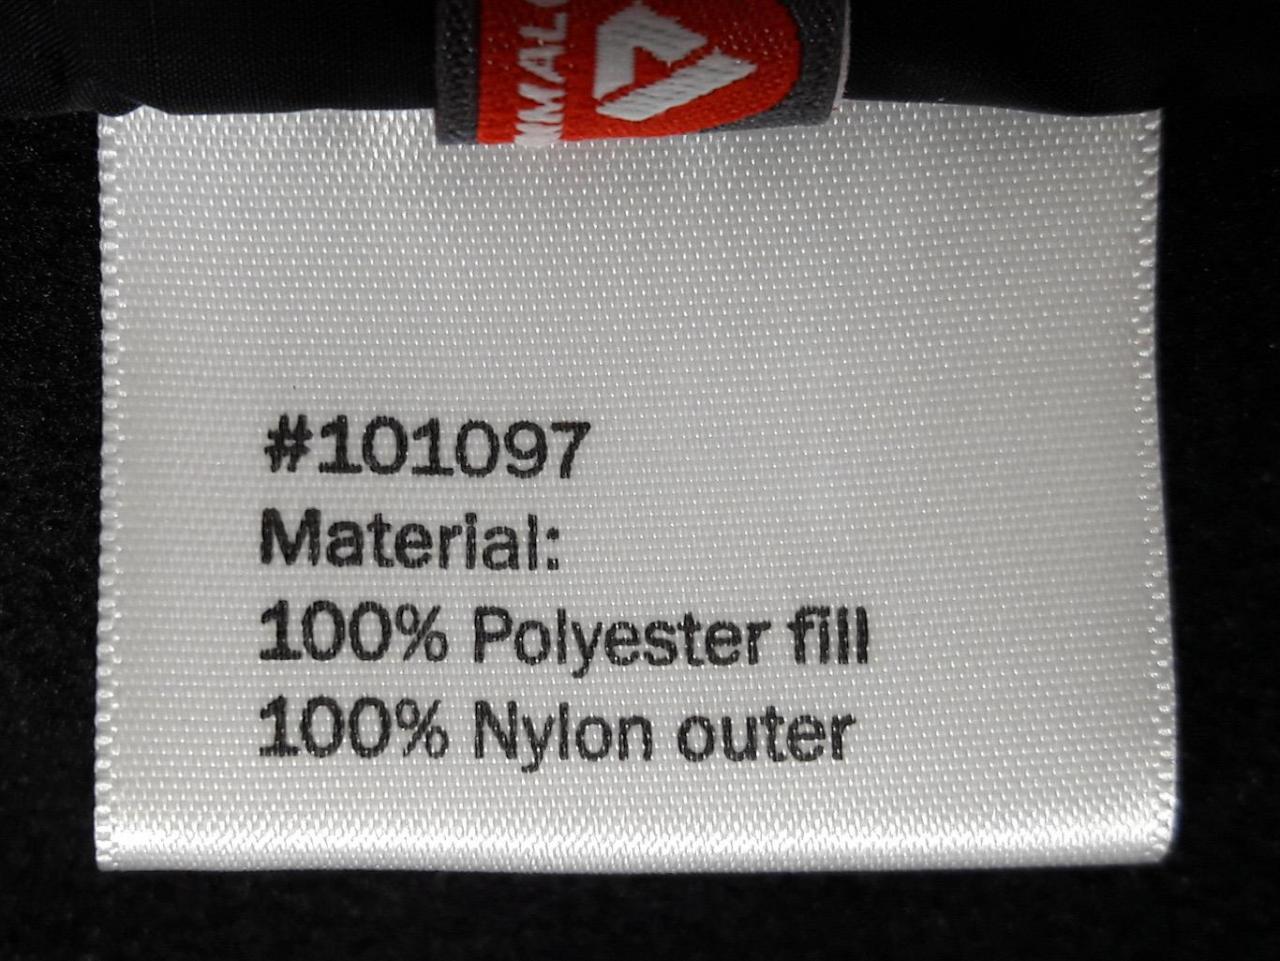 #101097
Material:
100% Polyester fill
100% Nylon outer